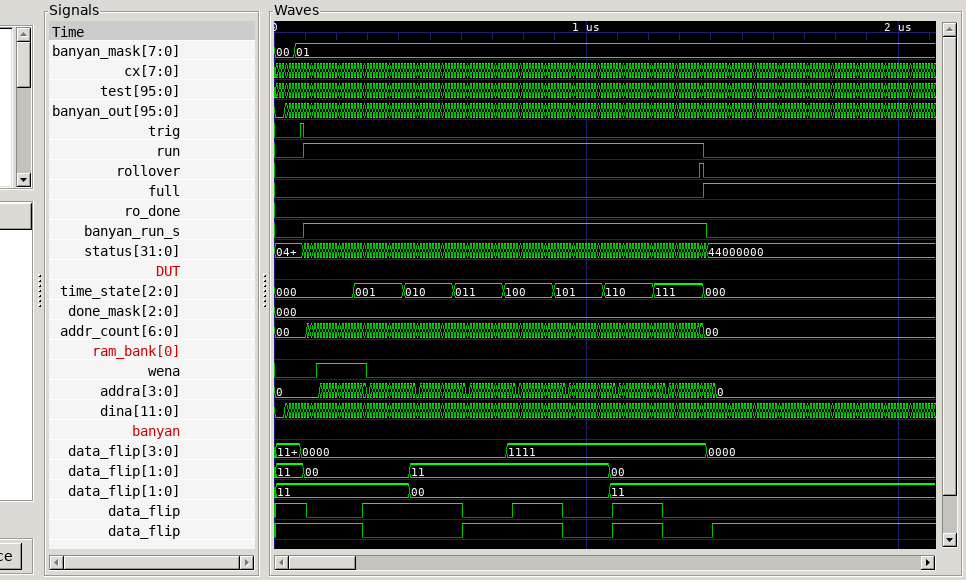 Signals
Waves
Time
0 1 us 2 us
banyan_mask[7:0] 00 01
cx[7:0]
test[95:0]
banyan_out[95:0]
trig
run
rollover
full
ro_done
banyan_run_s
status[31:0] 04+ 44000000
DUT
time_state[2:0] 000 001 010 011 100 101 110 111 000
done_mask[2:0] 000
addr_count[6:0] 00 00
ram_bank[0]
wena
addra[3:0] 0 0
dina[11:0]
banyan
data_flip[3:0] 11+ 0000 1111 0000
data_flip[1:0] 11 00 11 00
data_flip[1:0] 11 00 11
data_flip
data_flip
ce